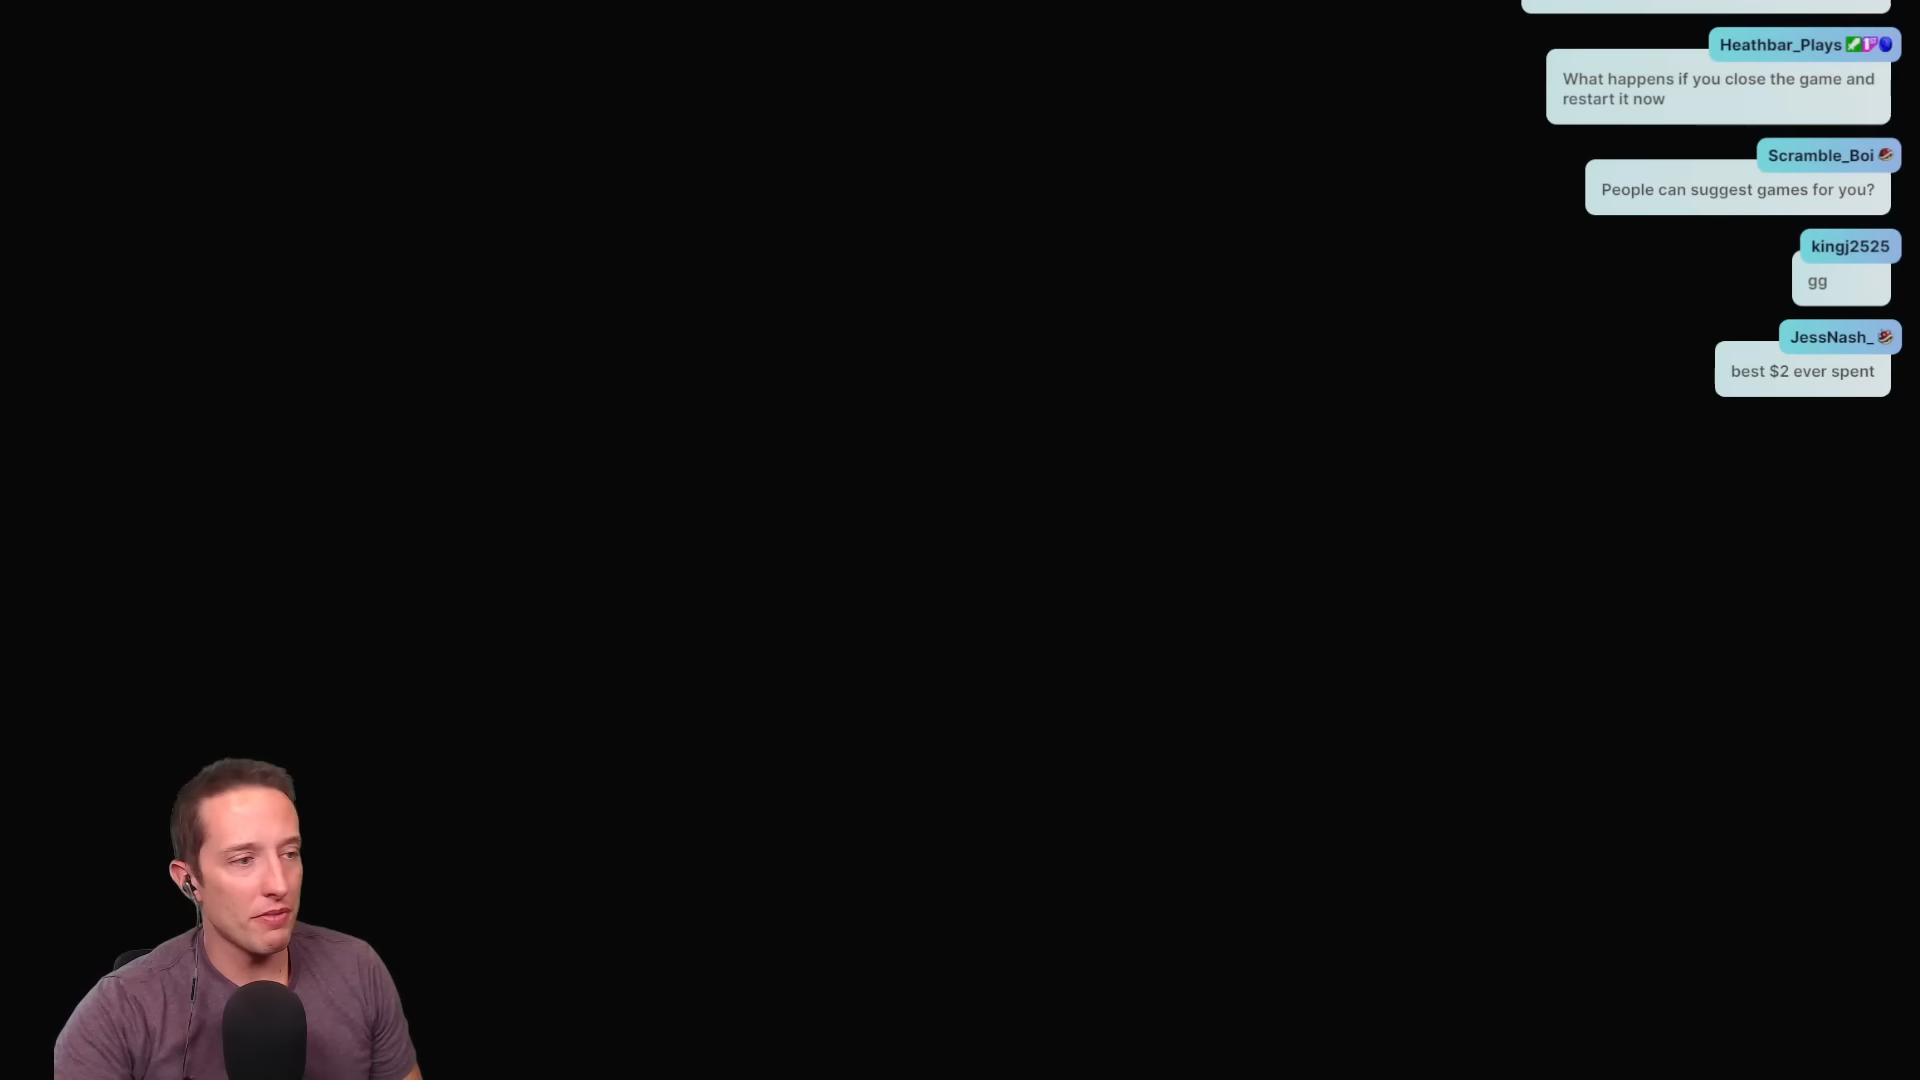 Heathbar_Plays
What happens if you close the game and
restart it now
Scramble_Boi
People can suggest games for you?
kingj2525
gg
JessNash_
best $2 ever spent